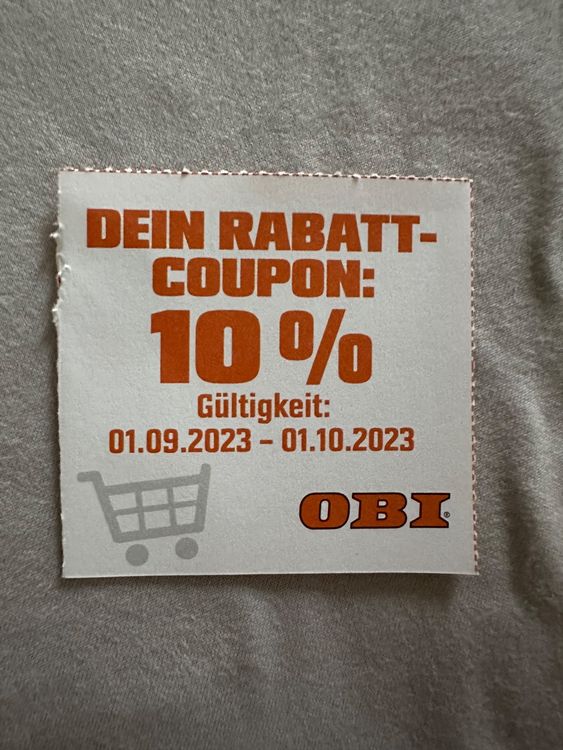 DEIN RABATT-
COUPON:
10 %
Gültigkeit:
01.09.2023 – 01.10.2023
OBI®